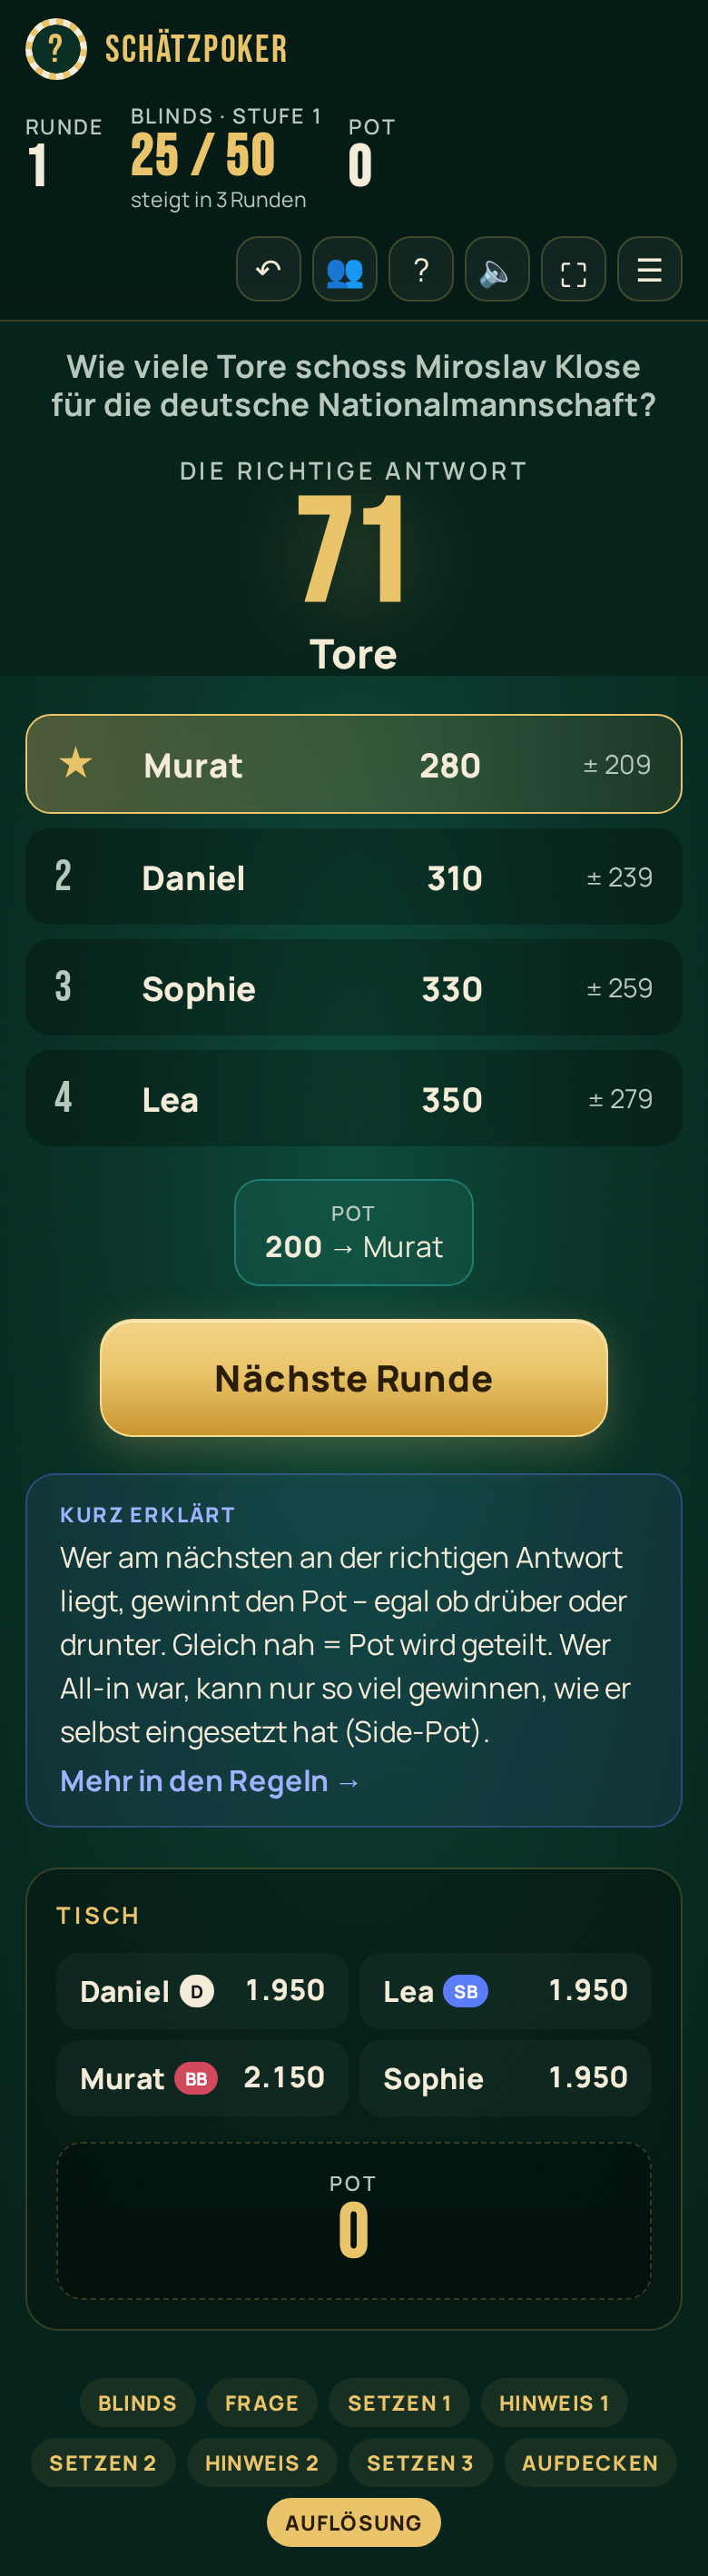 ?
SCHÄTZPOKER
RUNDE
1
BLINDS · STUFE 1
25 / 50
steigt in 3 Runden
POT
0
?
Wie viele Tore schoss Miroslav Klose
für die deutsche Nationalmannschaft?
DIE RICHTIGE ANTWORT
71
Tore
★ Murat 280 ± 209
2 Daniel 310 ± 239
3 Sophie 330 ± 259
4 Lea 350 ± 279
POT
200 → Murat
Nächste Runde
KURZ ERKLÄRT
Wer am nächsten an der richtigen Antwort
liegt, gewinnt den Pot – egal ob drüber oder
drunter. Gleich nah = Pot wird geteilt. Wer
All-in war, kann nur so viel gewinnen, wie er
selbst eingesetzt hat (Side-Pot).
Mehr in den Regeln →
TISCH
Daniel D 1.950
Lea SB 1.950
Murat BB 2.150
Sophie 1.950
POT
0
BLINDS FRAGE SETZEN 1 HINWEIS 1
SETZEN 2 HINWEIS 2 SETZEN 3 AUFDECKEN
AUFLÖSUNG